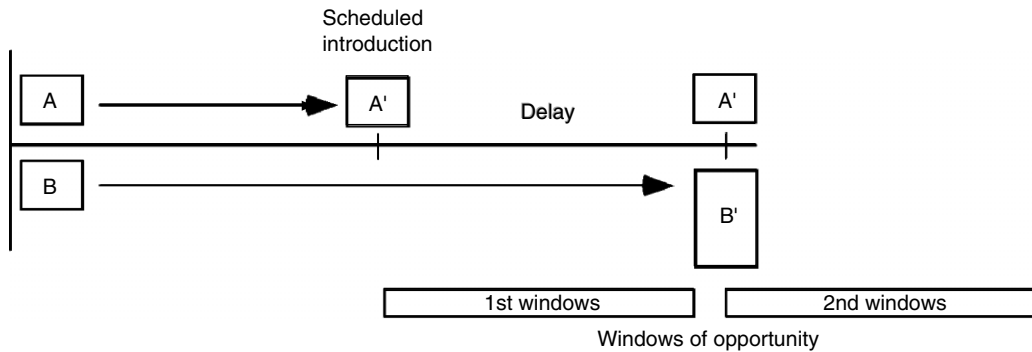 Scheduled
introduction
A
A'
Delay
A'
B
B'
1st windows
2nd windows
Windows of opportunity